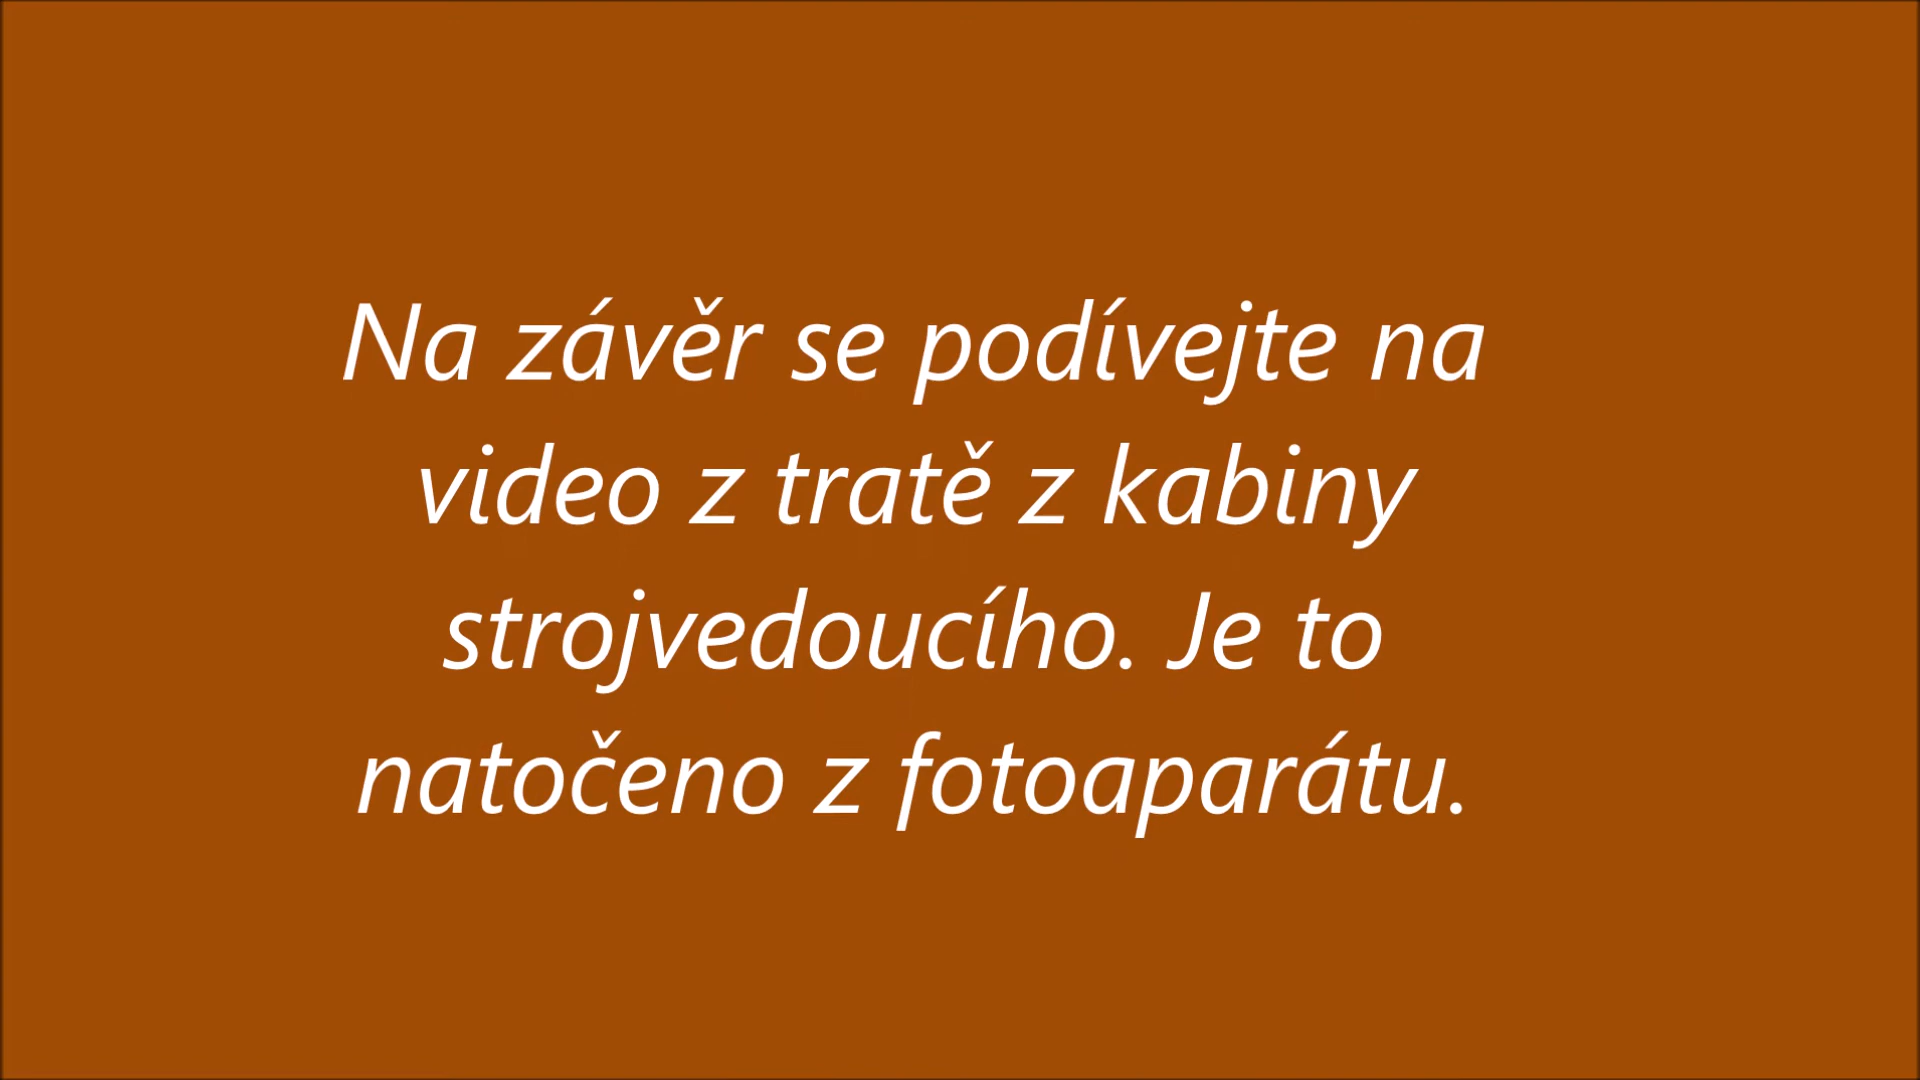 Na závěr se podívejte na
video z tratě z kabiny
strojvedoucího. Je to
natočeno z fotoaparátu.